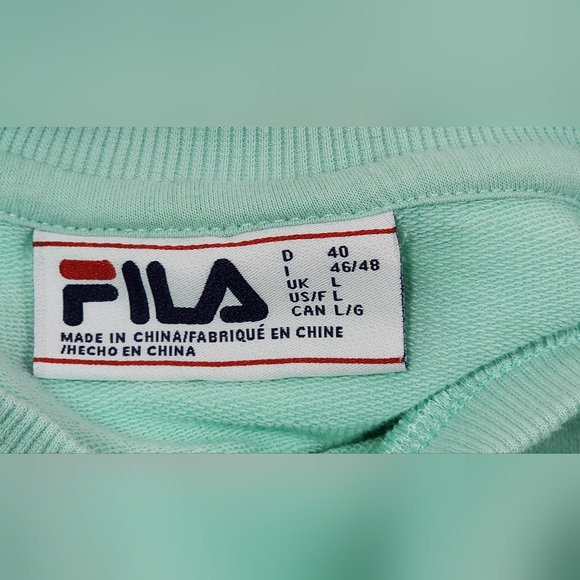 FILA
D 40
I 46/48
UK L
US/F L
CAN L/G
MADE IN CHINA/FABRIQUÉ EN CHINE
/HECHO EN CHINA